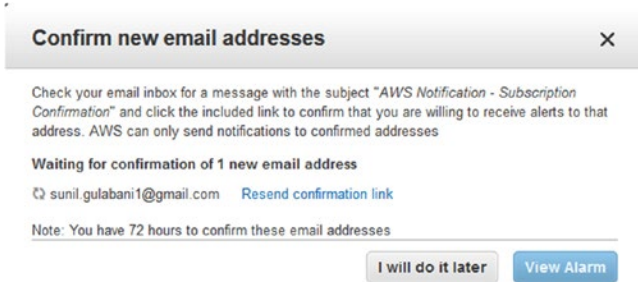 Confirm new email addresses
Check your email inbox for a message with the subject "AWS Notification - Subscription
Confirmation" and click the included link to confirm that you are willing to receive alerts to that
address. AWS can only send notifications to confirmed addresses
Waiting for confirmation of 1 new email address
sunil.gulabani1@gmail.com Resend confirmation link
Note: You have 72 hours to confirm these email addresses
I will do it later View Alarm